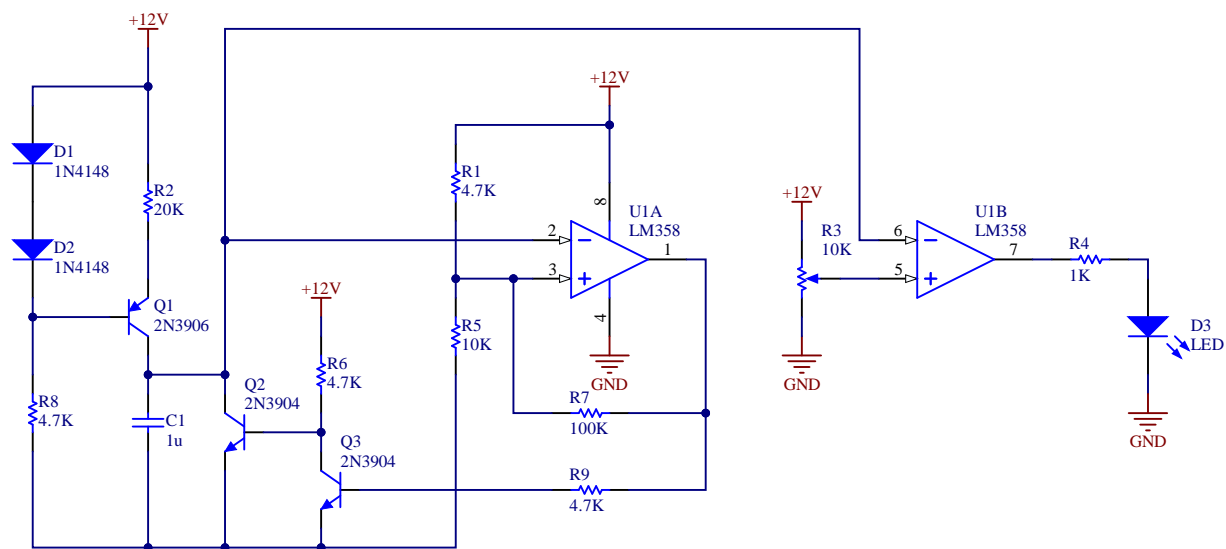 +12V
D1
1N4148
R2
20K
D2
1N4148
Q1
2N3906
R8
4.7K
C1
1u
Q2
2N3904
+12V
R6
4.7K
Q3
2N3904
+12V
R1
4.7K
8
U1A
LM358
2
3
1
4
GND
R5
10K
R7
100K
R9
4.7K
+12V
R3
10K
GND
U1B
LM358
6
5
7
R4
1K
D3
LED
GND